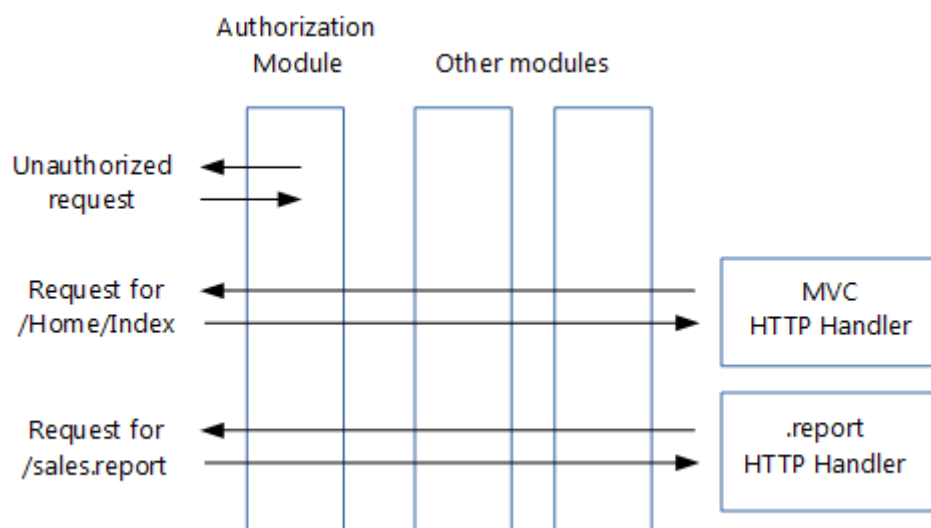 Authorization
Module
Other modules
Unauthorized
request
Request for
/Home/Index
MVC
HTTP Handler
Request for
/sales.report
.report
HTTP Handler